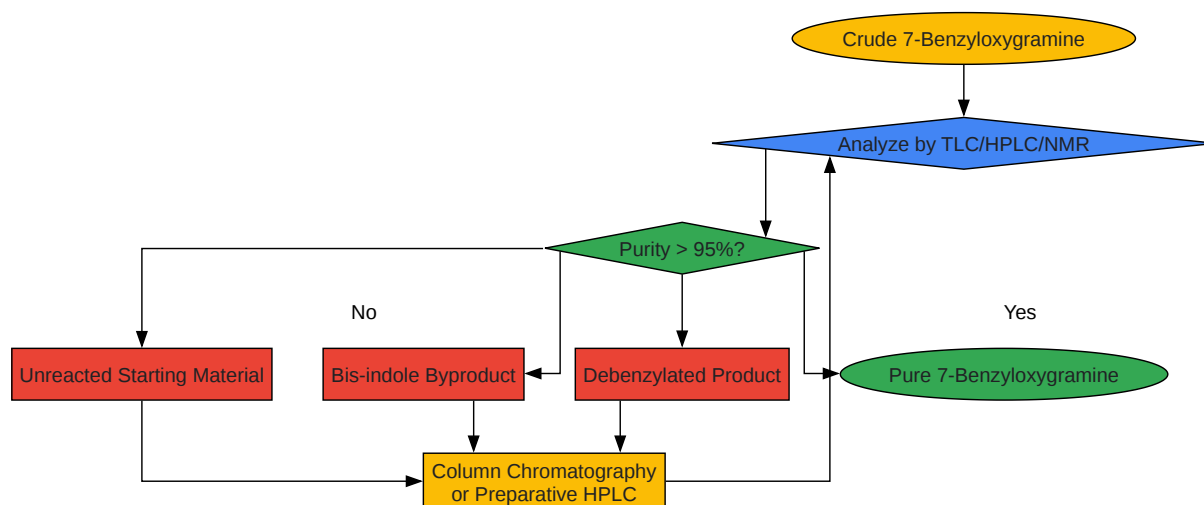 Crude 7-Benzyloxygramine
Analyze by TLC/HPLC/NMR
Purity > 95%?
No
Yes
Unreacted Starting Material
Bis-indole Byproduct
Debenzylated Product
Pure 7-Benzyloxygramine
Column Chromatography
or Preparative HPLC